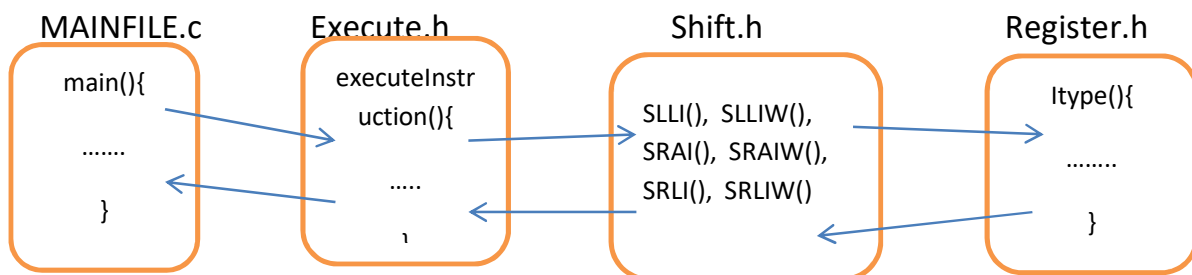 MAINFILE.c
Execute.h
Shift.h
Register.h
main(){
…….
}
executeInstr
uction(){
…..
SLLI(), SLLIW(),
SRAI(), SRAIW(),
SRLI(), SRLIW()
Itype(){
……..
}